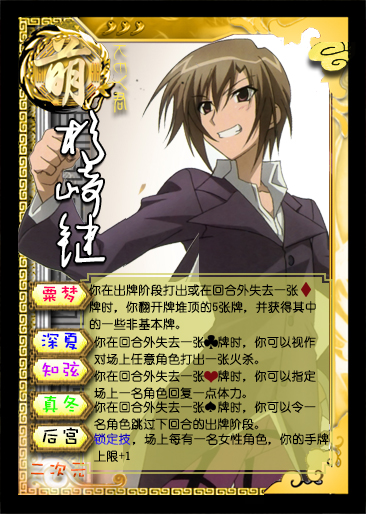 萌
杉崎键
粟梦
你在出牌阶段打出或在回合外失去一张♦
牌时，你翻开牌堆顶的5张牌，并获得其中
的一些非基本牌。
深夏
你在回合外失去一张♣牌时，你可以视作
对场上任意角色打出一张火杀。
知弦
你在回合外失去一张♥牌时，你可以指定
场上一名角色回复一点体力。
真冬
你在回合外失去一张♠牌时，你可以令一
名角色跳过下回合的出牌阶段。
后宫
锁定技，场上每有一名女性角色，你的手牌
上限+1
二次元